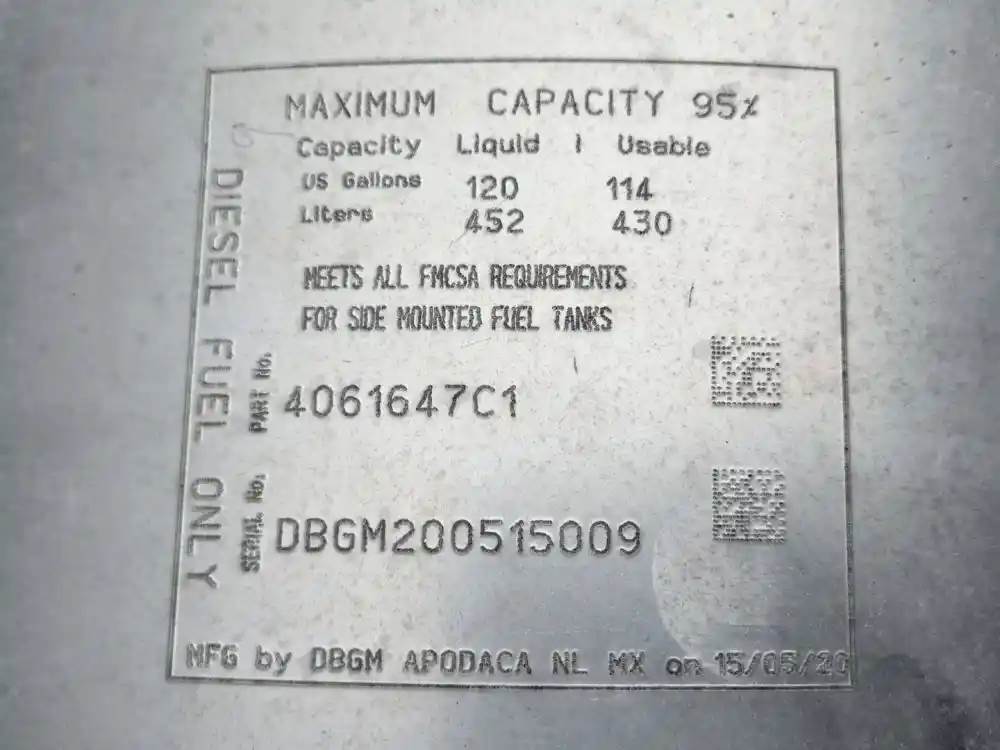 MAXIMUM CAPACITY 95%
Capacity Liquid | Usable
US Gallons 120 114
Liters 452 430
MEETS ALL FMCSA REQUIREMENTS
FOR SIDE MOUNTED FUEL TANKS
DIESEL FUEL ONLY
PART No. 4061647C1
SERIAL No. DBGM200515009
MFG by DBGM APODACA NL MX on 15/05/20